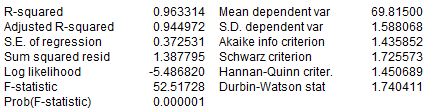 R-squared 0.963314 Mean dependent var 69.81500
Adjusted R-squared 0.944972 S.D. dependent var 1.588068
S.E. of regression 0.372531 Akaike info criterion 1.435852
Sum squared resid 1.387795 Schwarz criterion 1.725573
Log likelihood -5.486820 Hannan-Quinn criter. 1.450689
F-statistic 52.51728 Durbin-Watson stat 1.740411
Prob(F-statistic) 0.000001